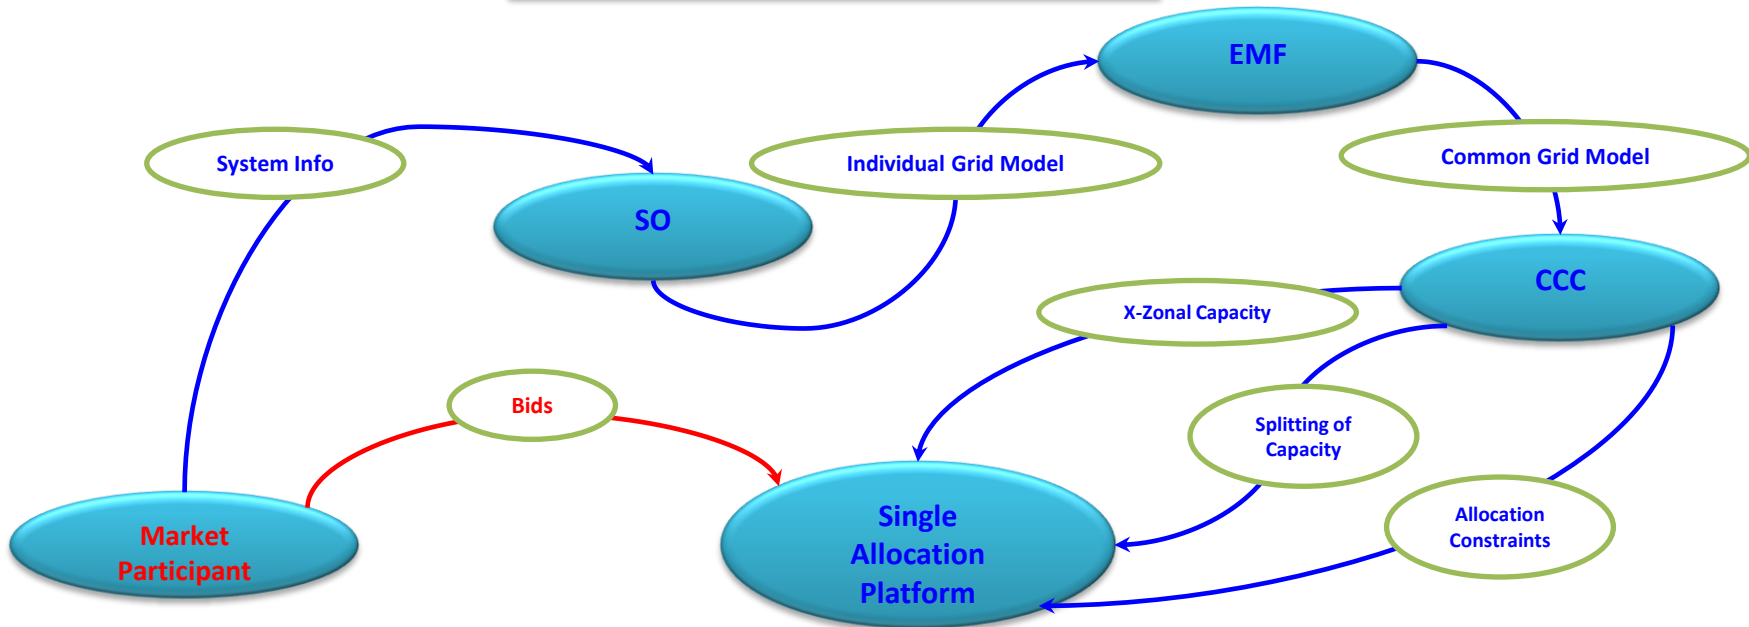 EMF
System Info
Individual Grid Model
Common Grid Model
SO
CCC
X-Zonal Capacity
Bids
Splitting of
Capacity
Single
Allocation
Platform
Allocation
Constraints
Market
Participant